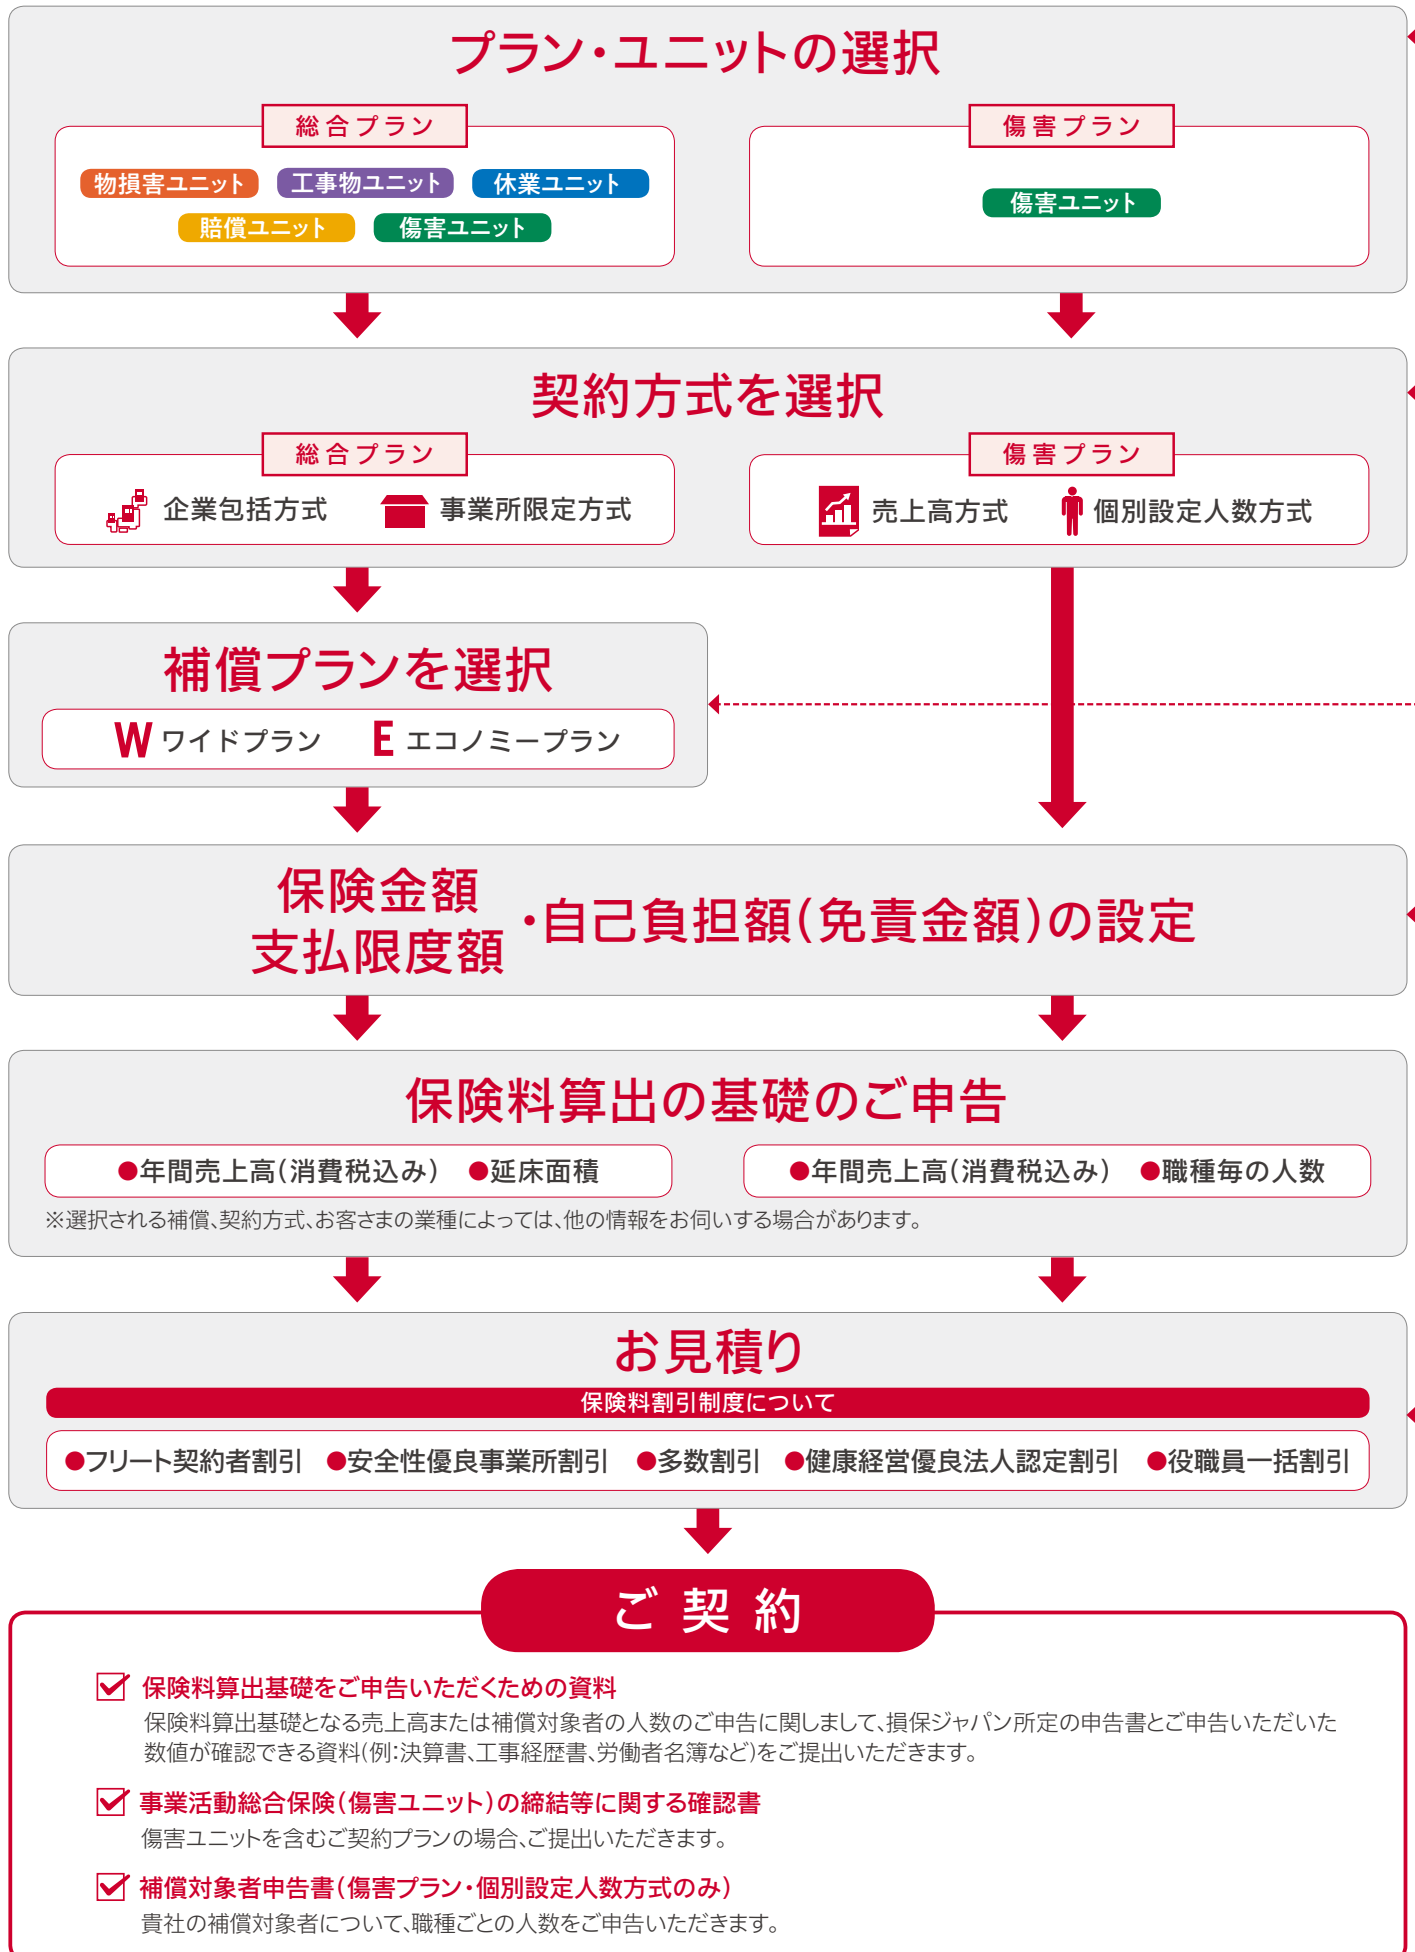 プラン・ユニットの選択
総合プラン
物損害ユニット 工事物ユニット 休業ユニット
賠償ユニット 傷害ユニット
傷害プラン
傷害ユニット
契約方式を選択
総合プラン
企業包括方式 事業所限定方式
傷害プラン
売上高方式 個別設定人数方式
補償プランを選択
W ワイドプラン E エコノミープラン
保険金額
支払限度額
・自己負担額(免責金額)の設定
保険料算出の基礎のご申告
●年間売上高(消費税込み) ●延床面積
●年間売上高(消費税込み) ●職種毎の人数
※選択される補償、契約方式、お客さまの業種によっては、他の情報をお伺いする場合があります。
お見積り
保険料割引制度について
●フリート契約者割引 ●安全性優良事業所割引 ●多数割引 ●健康経営優良法人認定割引 ●役職員一括割引
ご契約
保険料算出基礎をご申告いただくための資料
保険料算出基礎となる売上高または補償対象者の人数のご申告に関しまして、損保ジャパン所定の申告書とご申告いただいた
数値が確認できる資料(例:決算書、工事経歴書、労働者名簿など)をご提出いただきます。
事業活動総合保険(傷害ユニット)の締結等に関する確認書
傷害ユニットを含むご契約プランの場合、ご提出いただきます。
補償対象者申告書(傷害プラン・個別設定人数方式のみ)
貴社の補償対象者について、職種ごとの人数をご申告いただきます。